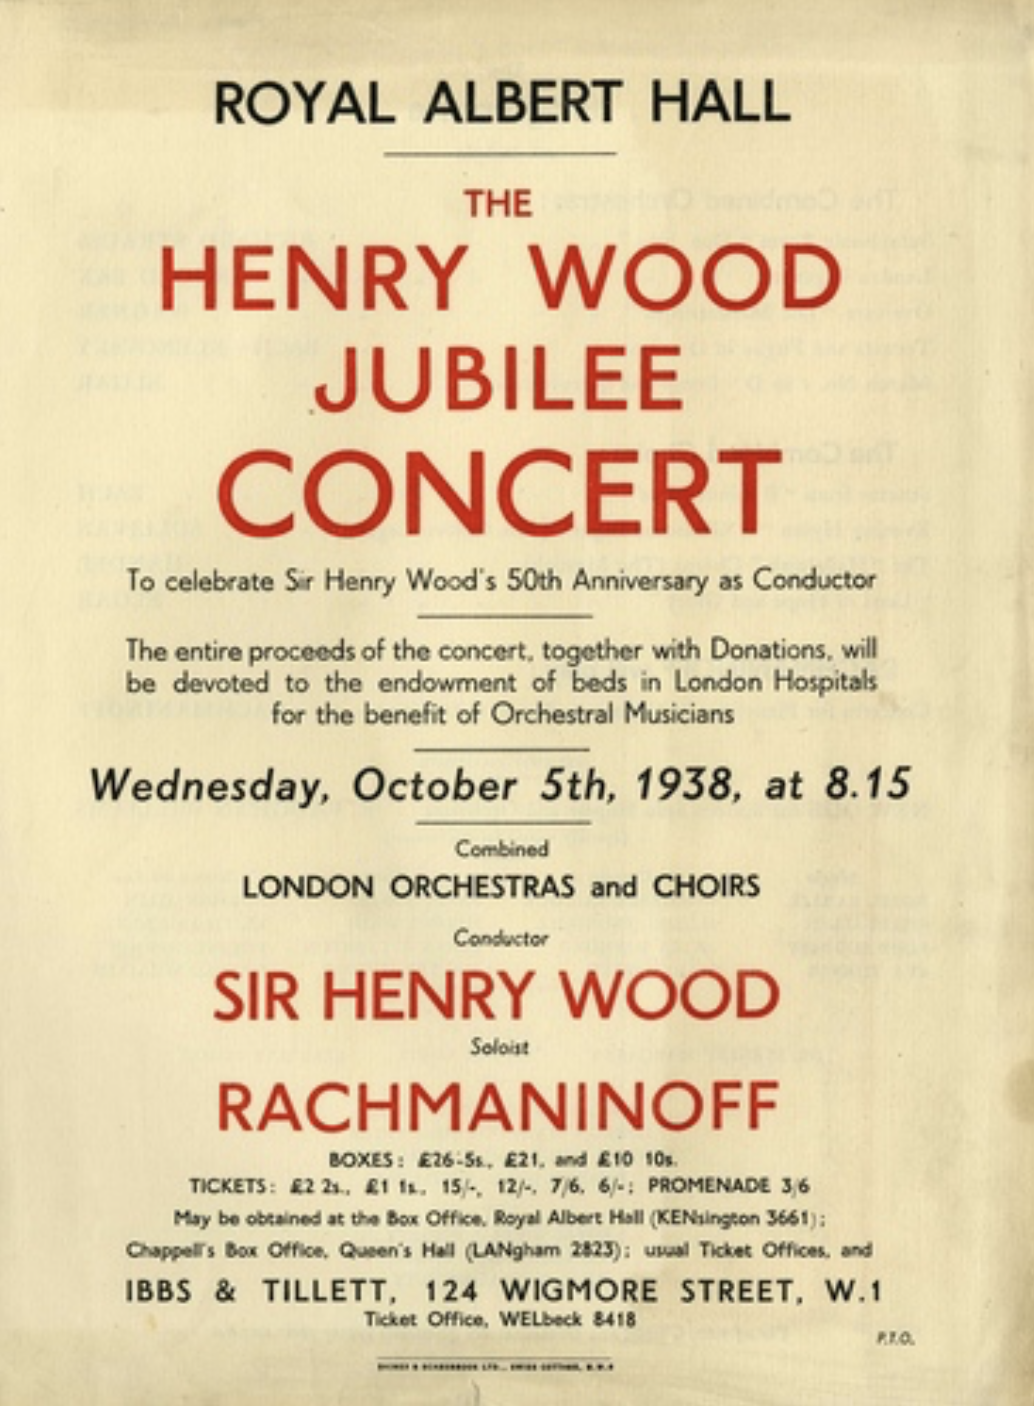 ROYAL ALBERT HALL
THE
HENRY WOOD
JUBILEE
CONCERT
To celebrate Sir Henry Wood's 50th Anniversary as Conductor
The entire proceeds of the concert, together with Donations, will
be devoted to the endowment of beds in London Hospitals
for the benefit of Orchestral Musicians
Wednesday, October 5th, 1938, at 8.15
Combined
LONDON ORCHESTRAS and CHOIRS
Conductor
SIR HENRY WOOD
Soloist
RACHMANINOFF
BOXES: £26-5s., £21, and £10 10s.
TICKETS: £2 2s., £1 1s., 15/-, 12/-, 7/6, 6/-; PROMENADE 3/6
May be obtained at the Box Office, Royal Albert Hall (KENsington 3661);
Chappell's Box Office, Queen's Hall (LANgham 2823); usual Ticket Offices, and
IBBS & TILLETT, 124 WIGMORE STREET, W.1
Ticket Office, WELbeck 8418
P.T.O.